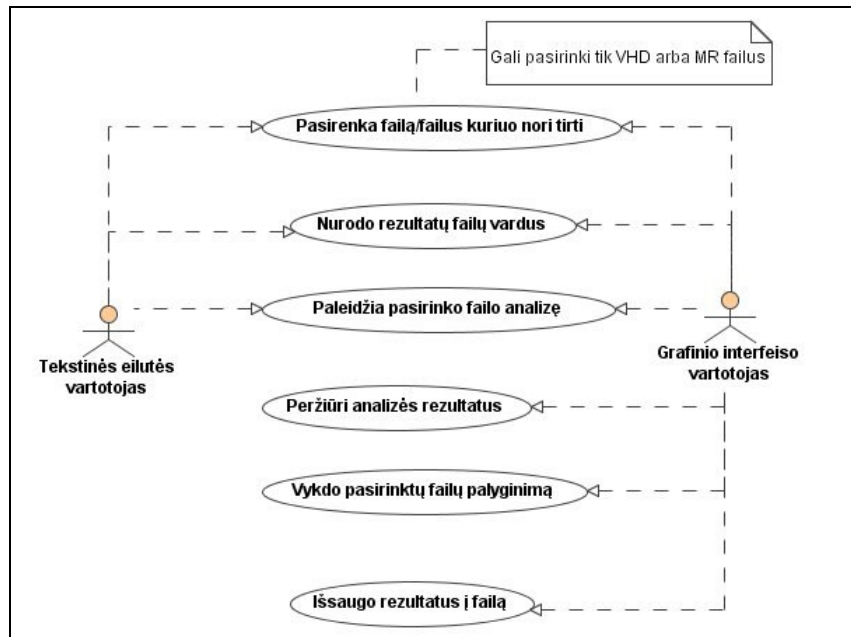 Gali pasirinki tik VHD arba MR failus
Pasirenka failą/failus kuriuo nori tirti
Nurodo rezultatų failų vardus
Paleidžia pasirinko failo analizę
Tekstinės eilutės
vartotojas
Grafinio interfeiso
vartotojas
Peržiūri analizės rezultatus
Vykdo pasirinktų failų palyginimą
Išsaugo rezultatus į failą